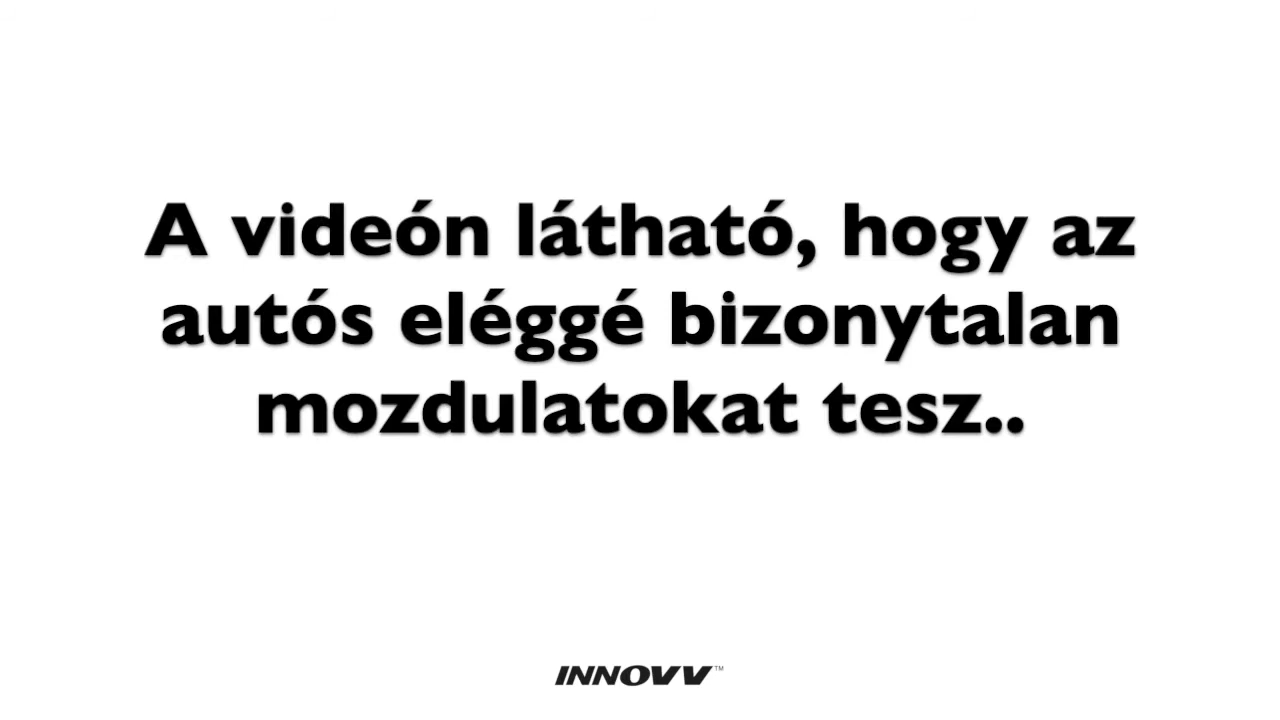 A videón látható, hogy az
autós eléggé bizonytalan
mozdulatokat tesz..
INNOVV™